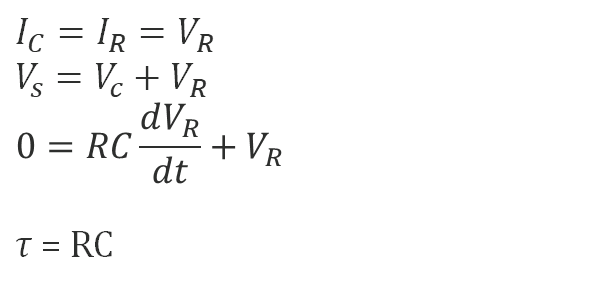 I_C = I_R = V_R
V_s = V_c + V_R
0 = RC dV_R/dt + V_R
τ = RC